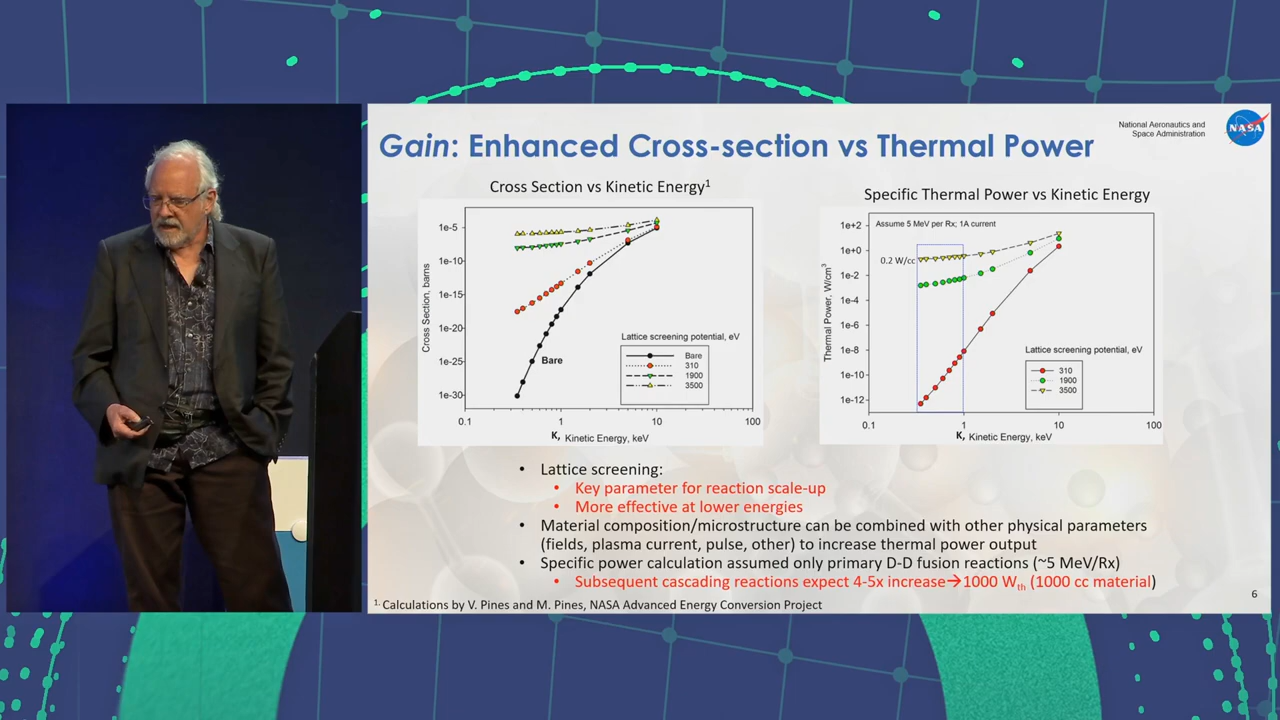 National Aeronautics and
Space Administration
NASA
Gain: Enhanced Cross-section vs Thermal Power
Cross Section vs Kinetic Energy1
Cross Section, barns
1e-5
1e-10
1e-15
1e-20
1e-25
1e-30
Bare
Lattice screening potential, eV
Bare
310
1900
3500
0.1
1
10
100
K, Kinetic Energy, keV
Specific Thermal Power vs Kinetic Energy
Assume 5 MeV per Rx; 1A current
Thermal Power, W/cm3
1e+2
1e+0
1e-2
1e-4
1e-6
1e-8
1e-10
1e-12
0.2 W/cc
Lattice screening potential, eV
310
1900
3500
0.1
1
10
100
K, Kinetic Energy, keV
• Lattice screening:
• Key parameter for reaction scale-up
• More effective at lower energies
• Material composition/microstructure can be combined with other physical parameters
(fields, plasma current, pulse, other) to increase thermal power output
• Specific power calculation assumed only primary D-D fusion reactions (~5 MeV/Rx)
• Subsequent cascading reactions expect 4-5x increase→1000 Wth (1000 cc material)
1. Calculations by V. Pines and M. Pines, NASA Advanced Energy Conversion Project
6